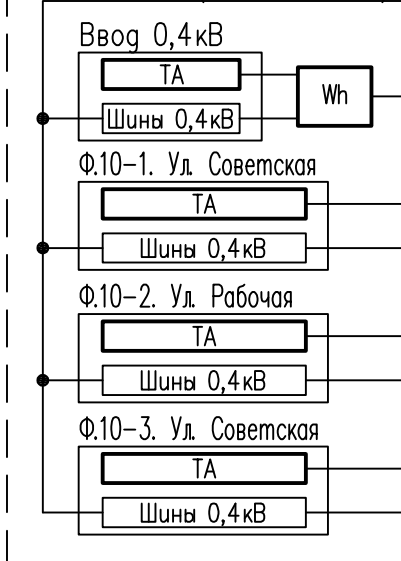 Ввод 0,4кВ
ТА
Wh
Шины 0,4кВ
Ф.10-1. Ул. Советская
ТА
Шины 0,4кВ
Ф.10-2. Ул. Рабочая
ТА
Шины 0,4кВ
Ф.10-3. Ул. Советская
ТА
Шины 0,4кВ